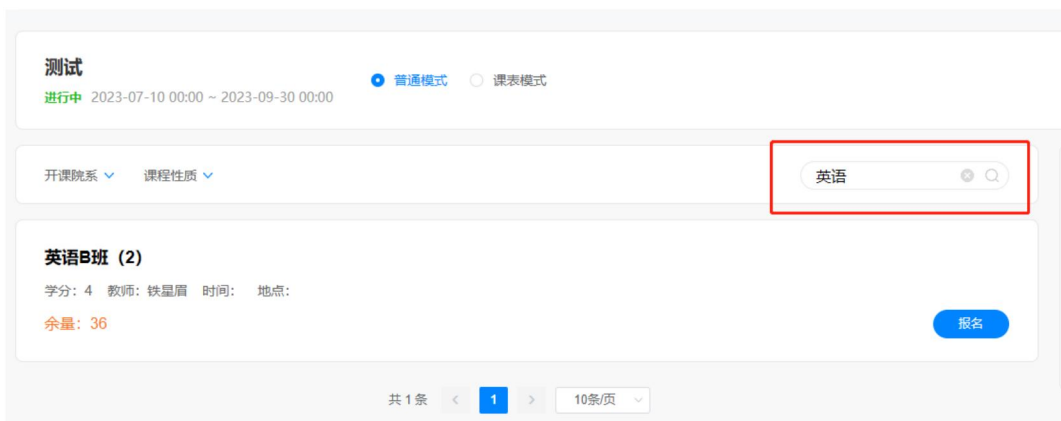 测试
普通模式 课表模式
进行中 2023-07-10 00:00 ~ 2023-09-30 00:00
开课院系 课程性质 英语
英语B班（2）
学分：4 教师：铁星眉 时间： 地点：
余量：36 报名
共 1 条 < 1 > 10条/页